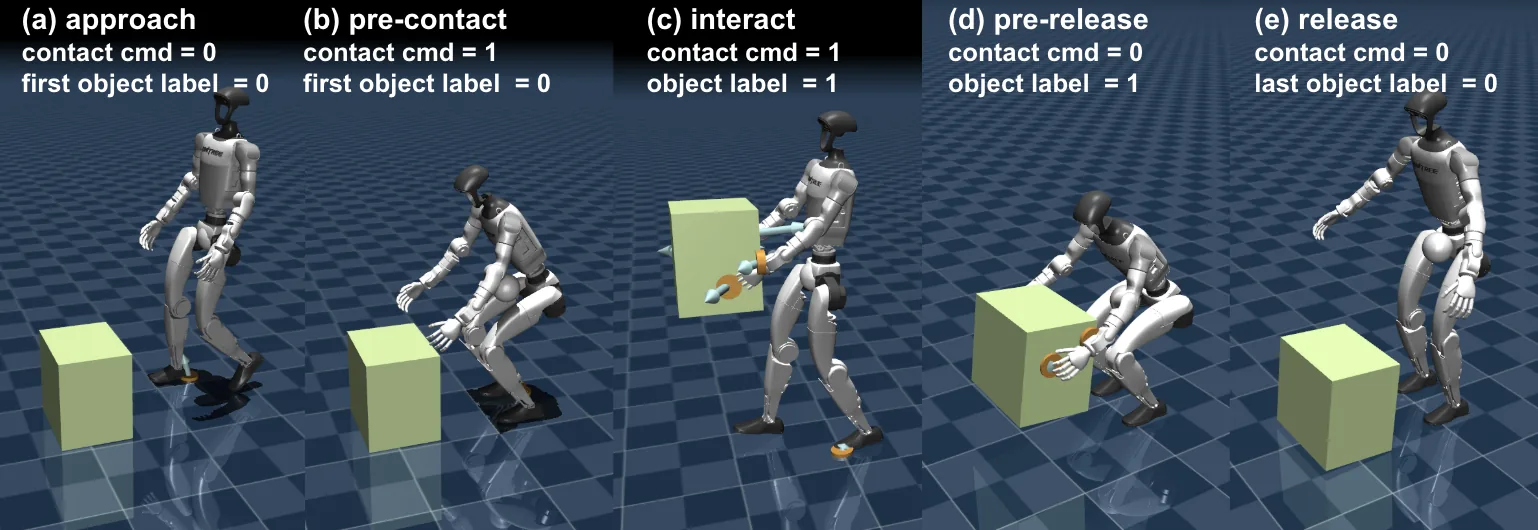 (a) approach
contact cmd = 0
first object label = 0
(b) pre-contact
contact cmd = 1
first object label = 0
(c) interact
contact cmd = 1
object label = 1
(d) pre-release
contact cmd = 0
object label = 1
(e) release
contact cmd = 0
last object label = 0